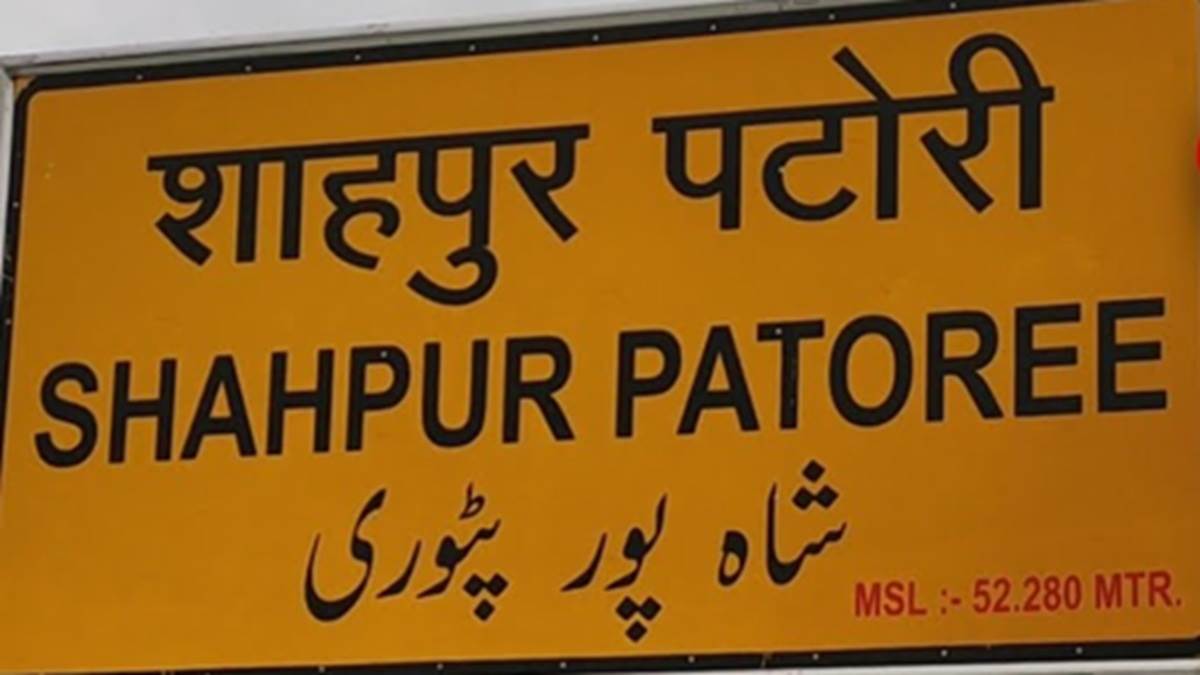 शाहपुर पटोरी
SHAHPUR PATOREE
شاہ پور پٹوری
MSL :- 52.280 MTR.